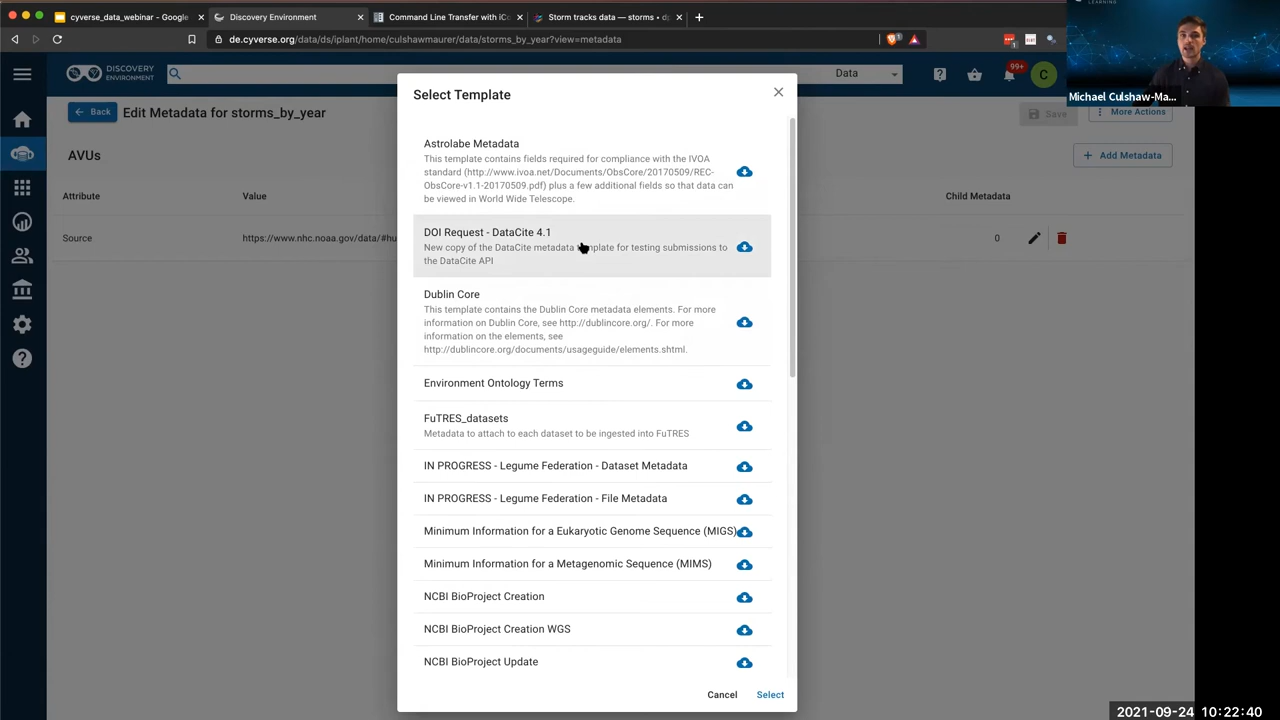 cyverse_data_webinar - Google
Discovery Environment
Command Line Transfer with iCo
Storm tracks data — storms • dp
de.cyverse.org/data/ds/iplant/home/culshawmaurer/data/storms_by_year?view=metadata
LEARNING
DISCOVERY
ENVIRONMENT
Data
99+
C
Michael Culshaw-Ma...
Back
Edit Metadata for storms_by_year
Save
More Actions
AVUs
Add Metadata
Attribute
Value
Child Metadata
Source
https://www.nhc.noaa.gov/data/#hu
0
Select Template
Astrolabe Metadata
This template contains fields required for compliance with the IVOA
standard (http://www.ivoa.net/Documents/ObsCore/20170509/REC-
ObsCore-v1.1-20170509.pdf) plus a few additional fields so that data can
be viewed in World Wide Telescope.
DOI Request - DataCite 4.1
New copy of the DataCite metadata template for testing submissions to
the DataCite API
Dublin Core
This template contains the Dublin Core metadata elements. For more
information on Dublin Core, see http://dublincore.org/. For more
information on the elements, see
http://dublincore.org/documents/usageguide/elements.shtml.
Environment Ontology Terms
FuTRES_datasets
Metadata to attach to each dataset to be ingested into FuTRES
IN PROGRESS - Legume Federation - Dataset Metadata
IN PROGRESS - Legume Federation - File Metadata
Minimum Information for a Eukaryotic Genome Sequence (MIGS)
Minimum Information for a Metagenomic Sequence (MIMS)
NCBI BioProject Creation
NCBI BioProject Creation WGS
NCBI BioProject Update
Cancel
Select
2021-09-24 10:22:40